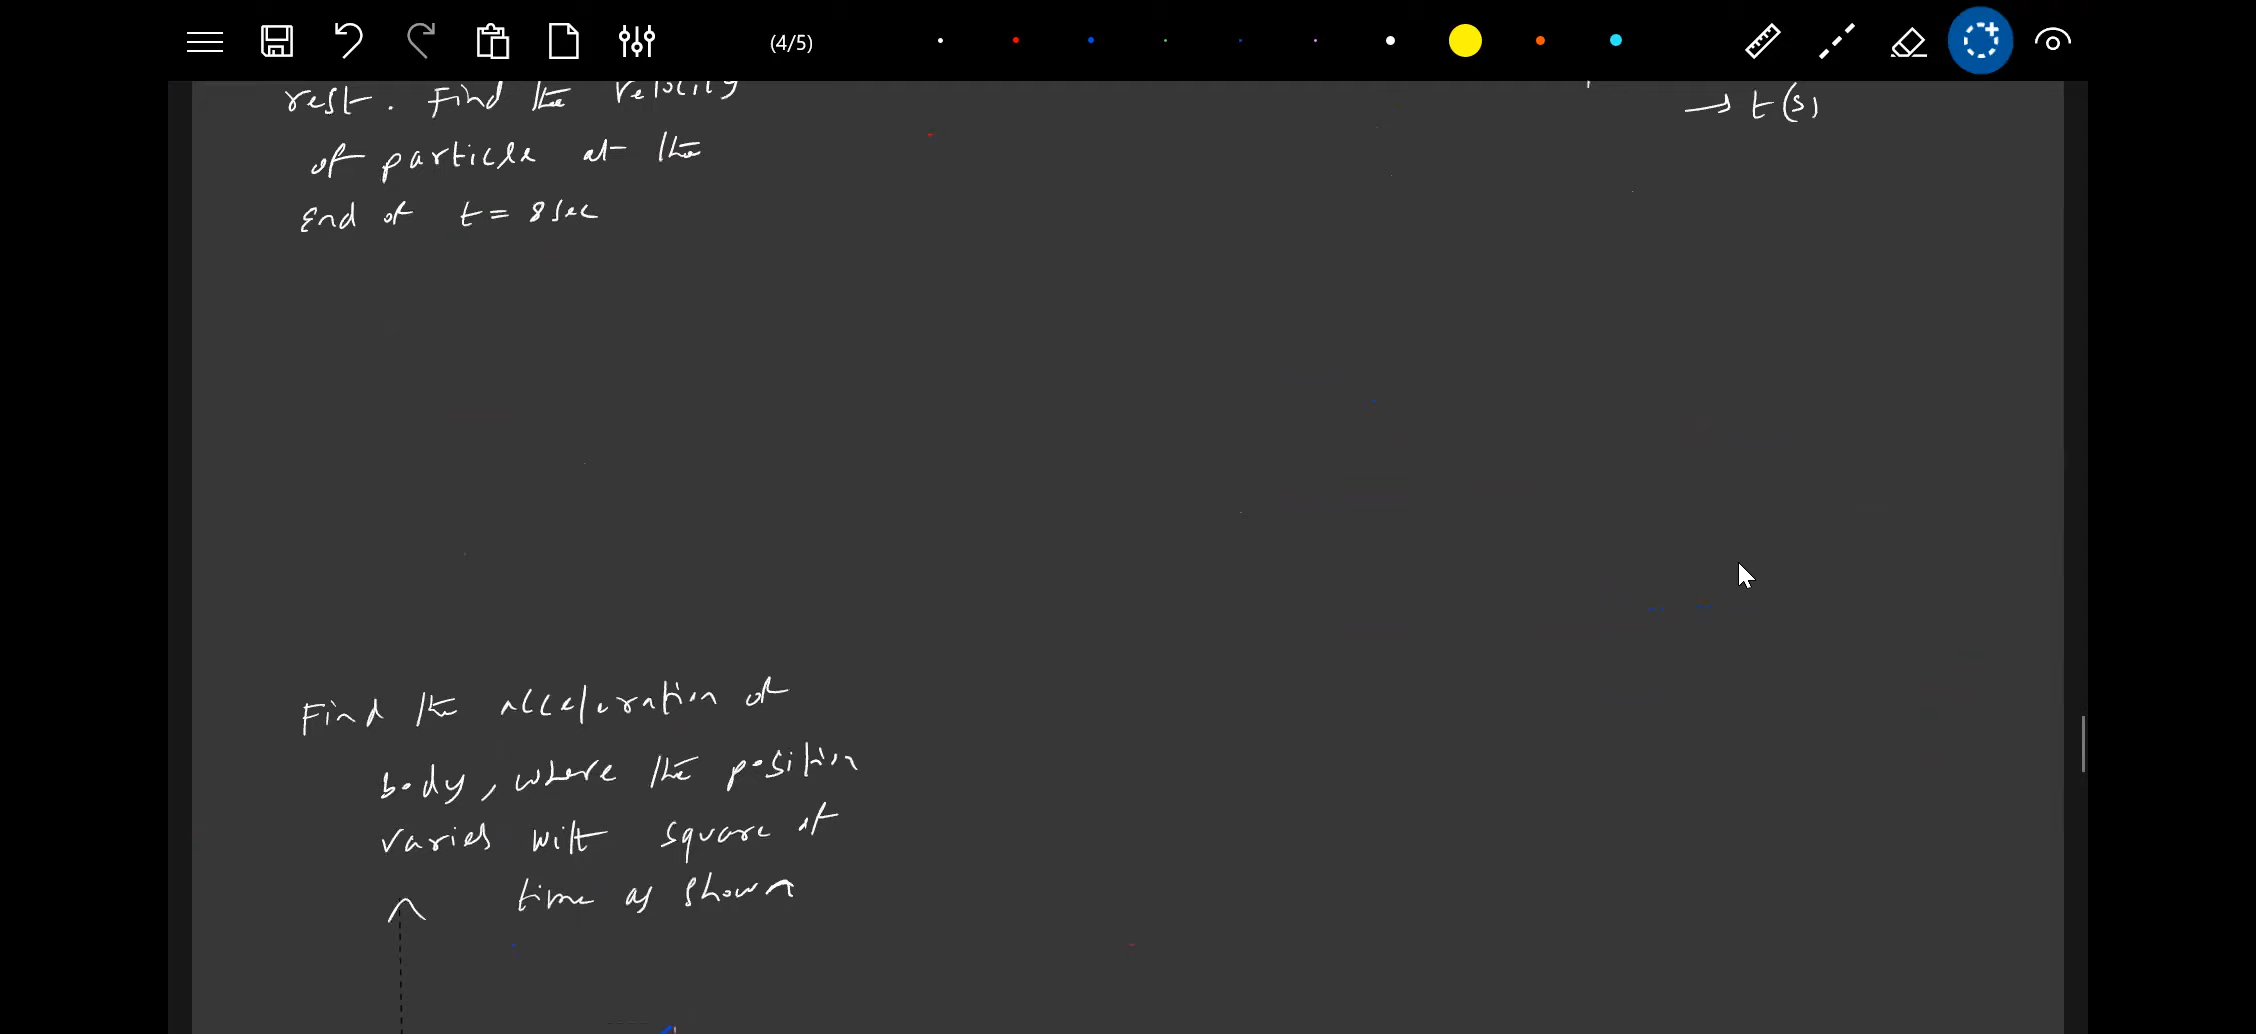 (4/5)
rest. Find the velocity
→ t(s)
of particle at the
End of t = 8 sec
Find the acceleration of
body, where the position
varies with square of
time as shown